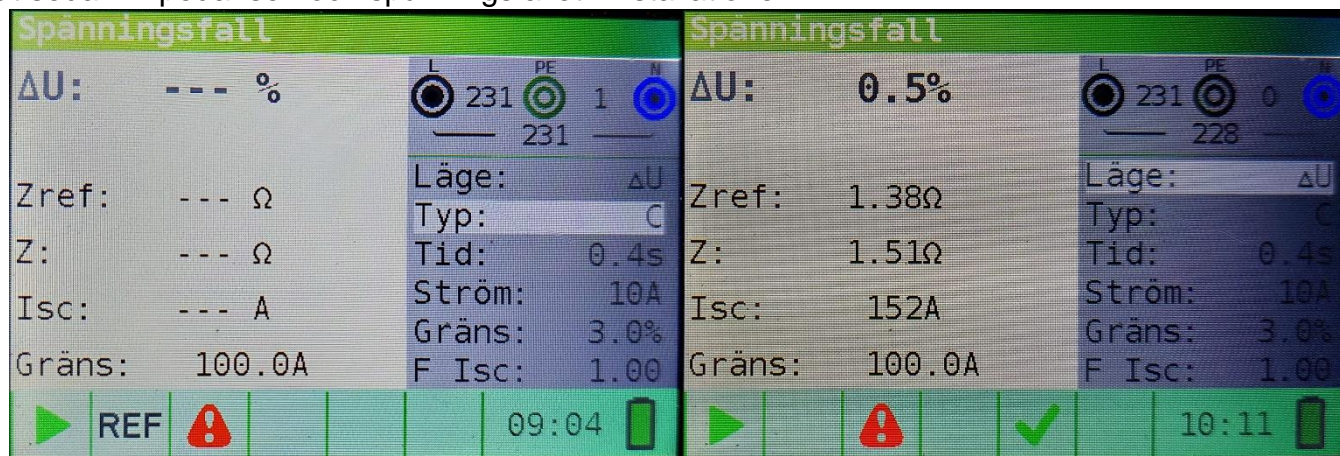 Spänningsfall
ΔU: --- %
L PE N
231 1
231
Zref: --- Ω
Z: --- Ω
Isc: --- A
Gräns: 100.0A
Läge: ΔU
Typ: C
Tid: 0.4s
Ström: 10A
Gräns: 3.0%
F Isc: 1.00
REF
09:04
Spänningsfall
ΔU: 0.5%
L PE N
231 0
228
Zref: 1.38Ω
Z: 1.51Ω
Isc: 152A
Gräns: 100.0A
Läge: ΔU
Typ: C
Tid: 0.4s
Ström: 10A
Gräns: 3.0%
F Isc: 1.00
10:11